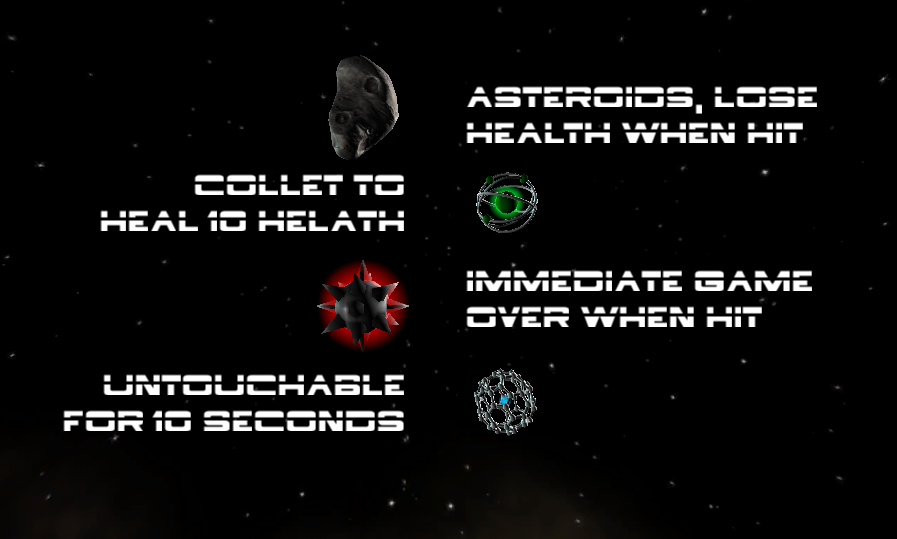 ASTEROIDS, LOSE
HEALTH WHEN HIT
COLLET TO
HEAL 10 HELATH
IMMEDIATE GAME
OVER WHEN HIT
UNTOUCHABLE
FOR 10 SECONDS